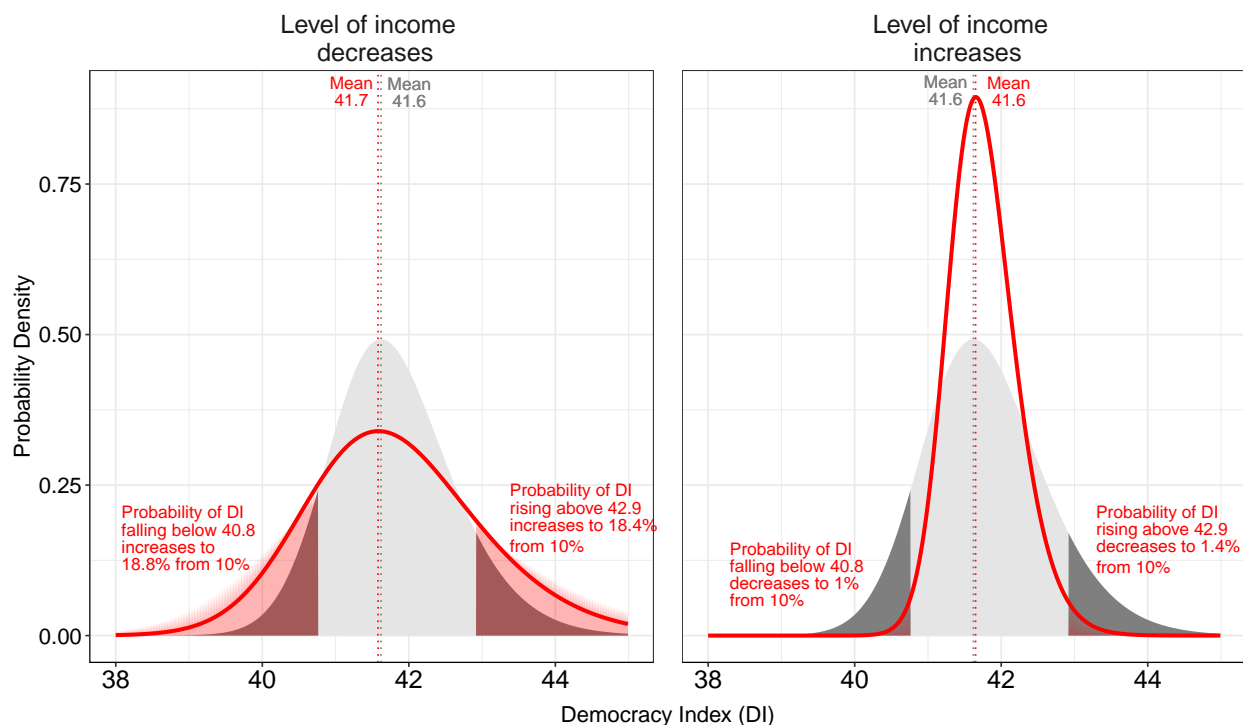 Level of income
decreases
Level of income
increases
Mean
41.7
Mean
41.6
Mean
41.6
Mean
41.6
Probability Density
0.75
0.50
0.25
0.00
Probability of DI
falling below 40.8
increases to
18.8% from 10%
Probability of DI
rising above 42.9
increases to 18.4%
from 10%
Probability of DI
falling below 40.8
decreases to 1%
from 10%
Probability of DI
rising above 42.9
decreases to 1.4%
from 10%
38 40 42 44
38 40 42 44
Democracy Index (DI)